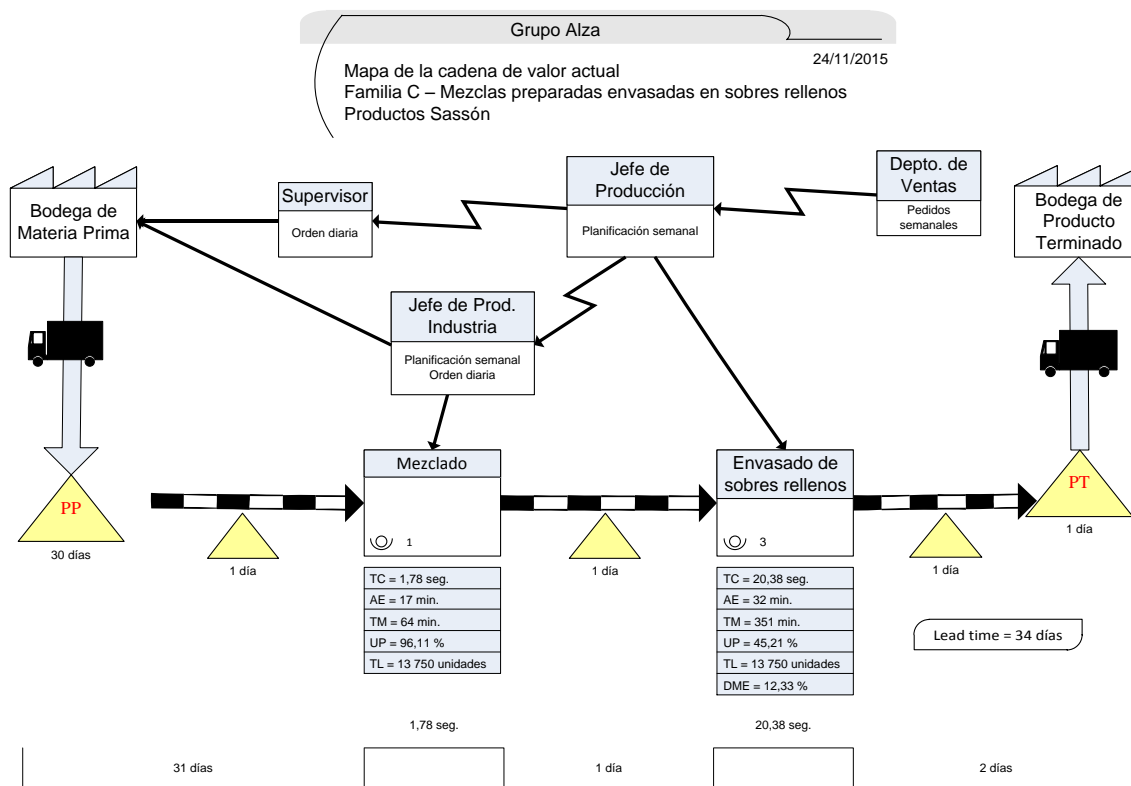 Grupo Alza
24/11/2015
Mapa de la cadena de valor actual
Familia C – Mezclas preparadas envasadas en sobres rellenos
Productos Sassón
Bodega de
Materia Prima
Supervisor
Orden diaria
Jefe de
Producción
Planificación semanal
Depto. de
Ventas
Pedidos
semanales
Bodega de
Producto
Terminado
Jefe de Prod.
Industria
Planificación semanal
Orden diaria
PP
30 días
1 día
Mezclado
1
TC = 1,78 seg.
AE = 17 min.
TM = 64 min.
UP = 96,11 %
TL = 13 750 unidades
1 día
Envasado de
sobres rellenos
3
TC = 20,38 seg.
AE = 32 min.
TM = 351 min.
UP = 45,21 %
TL = 13 750 unidades
DME = 12,33 %
1 día
PT
1 día
Lead time = 34 días
1,78 seg.
20,38 seg.
31 días
1 día
2 días